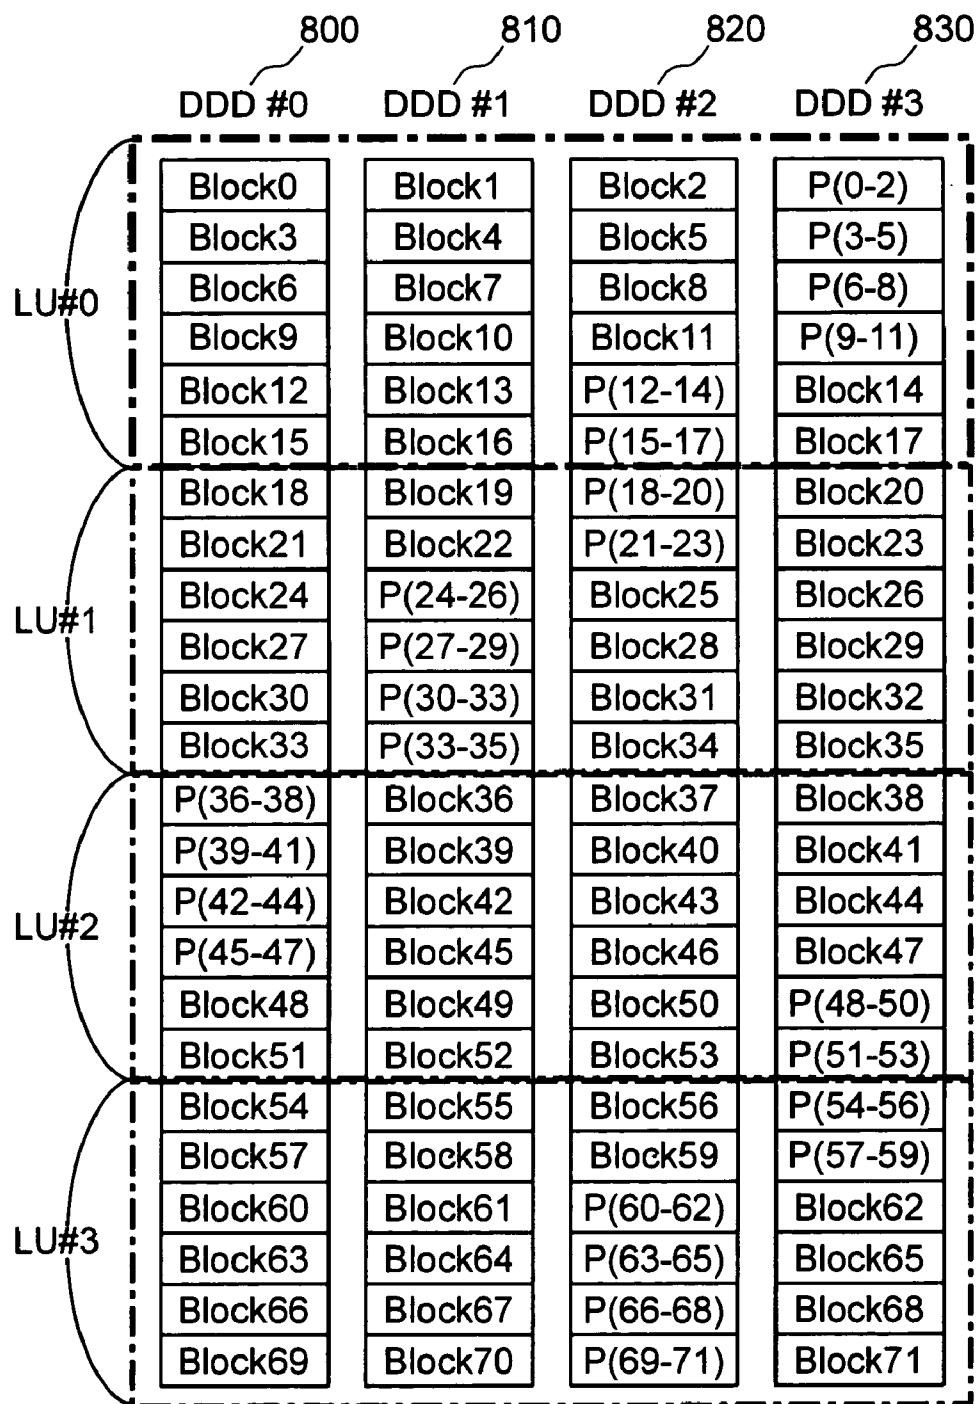 800 810 820 830
DDD #0 DDD #1 DDD #2 DDD #3
Block0 Block1 Block2 P(0-2)
Block3 Block4 Block5 P(3-5)
LU#0 Block6 Block7 Block8 P(6-8)
Block9 Block10 Block11 P(9-11)
Block12 Block13 P(12-14) Block14
Block15 Block16 P(15-17) Block17
Block18 Block19 P(18-20) Block20
Block21 Block22 P(21-23) Block23
LU#1 Block24 P(24-26) Block25 Block26
Block27 P(27-29) Block28 Block29
Block30 P(30-33) Block31 Block32
Block33 P(33-35) Block34 Block35
P(36-38) Block36 Block37 Block38
P(39-41) Block39 Block40 Block41
LU#2 P(42-44) Block42 Block43 Block44
P(45-47) Block45 Block46 Block47
Block48 Block49 Block50 P(48-50)
Block51 Block52 Block53 P(51-53)
Block54 Block55 Block56 P(54-56)
Block57 Block58 Block59 P(57-59)
LU#3 Block60 Block61 P(60-62) Block62
Block63 Block64 P(63-65) Block65
Block66 Block67 P(66-68) Block68
Block69 Block70 P(69-71) Block71